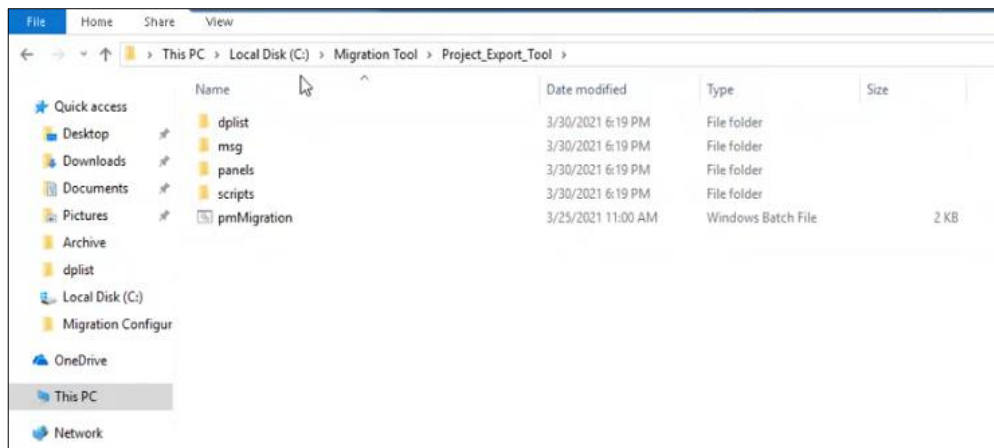 File Home Share View
This PC > Local Disk (C:) > Migration Tool > Project_Export_Tool >
Name Date modified Type Size
Quick access
Desktop
Downloads
Documents
Pictures
Archive
dplist
Local Disk (C:)
Migration Configur
OneDrive
This PC
Network
dplist 3/30/2021 6:19 PM File folder
msg 3/30/2021 6:19 PM File folder
panels 3/30/2021 6:19 PM File folder
scripts 3/30/2021 6:19 PM File folder
pmMigration 3/25/2021 11:00 AM Windows Batch File 2 KB